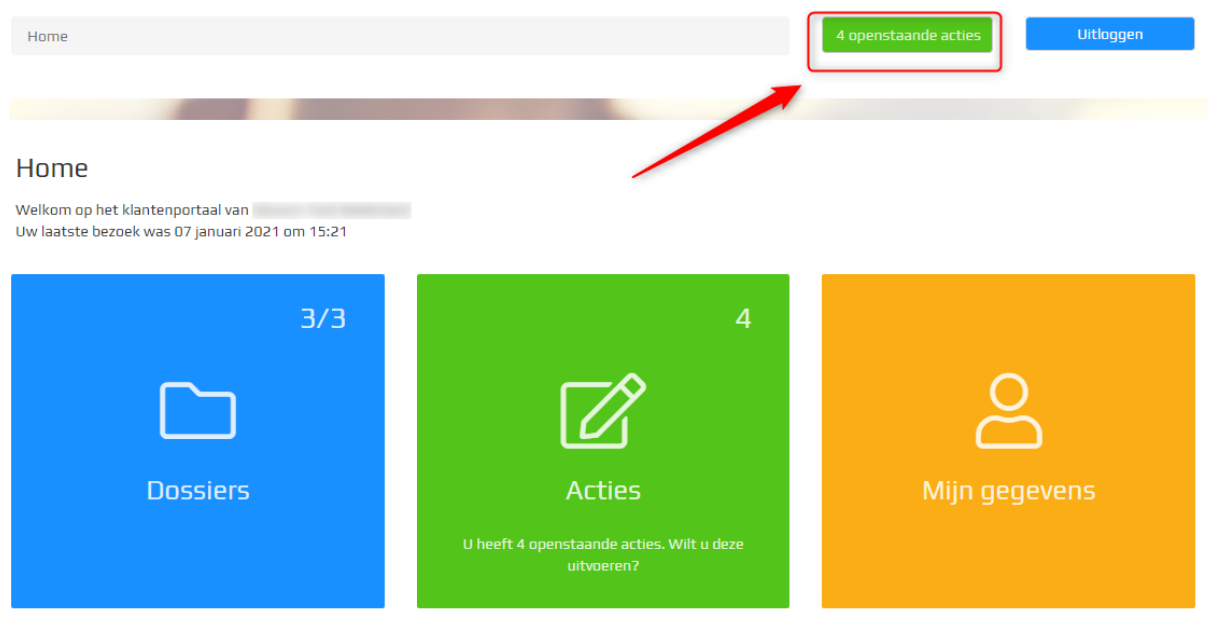 Home
4 openstaande acties
Uitloggen
Home
Welkom op het klantenportaal van
Uw laatste bezoek was 07 januari 2021 om 15:21
3/3
Dossiers
4
Acties
U heeft 4 openstaande acties. Wilt u deze
uitvoeren?
Mijn gegevens